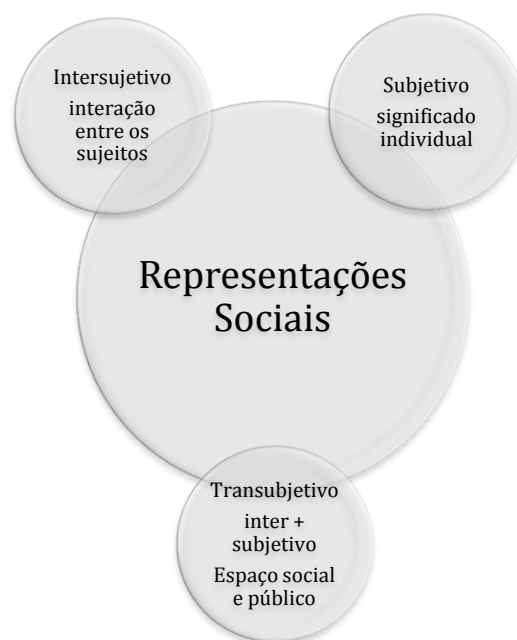 Intersujetivo
interação
entre os
sujeitos
Subjetivo
significado
individual
Representações
Sociais
Transubjetivo
inter +
subjetivo
Espaço social
e público